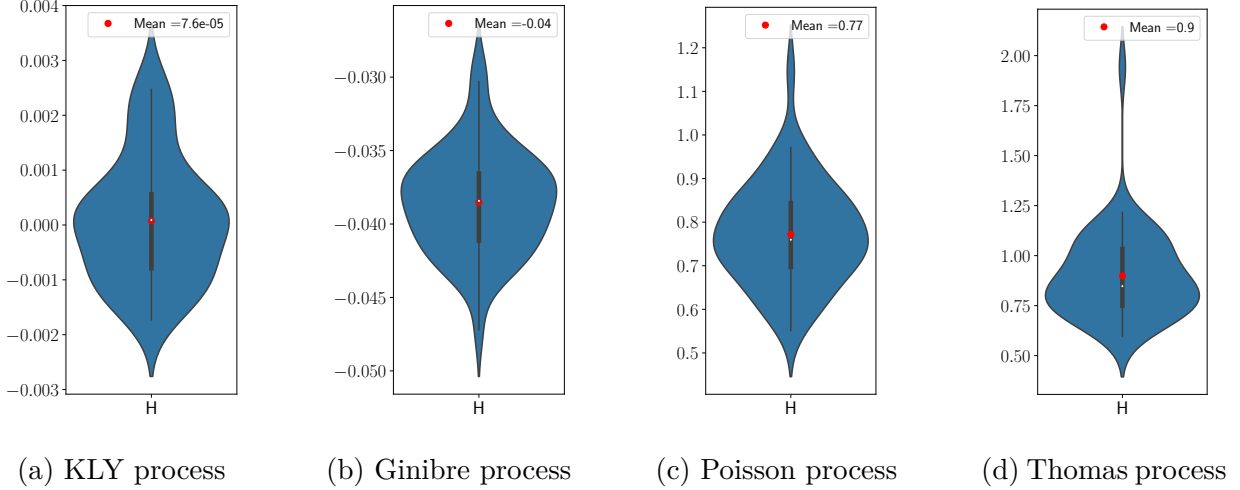 0.004
0.003
0.002
0.001
0.000
−0.001
−0.002
−0.003
Mean =7.6e-05
H
(a) KLY process
−0.030
−0.035
−0.040
−0.045
−0.050
Mean =-0.04
H
(b) Ginibre process
1.2
1.1
1.0
0.9
0.8
0.7
0.6
0.5
Mean =0.77
H
(c) Poisson process
2.00
1.75
1.50
1.25
1.00
0.75
0.50
Mean =0.9
H
(d) Thomas process